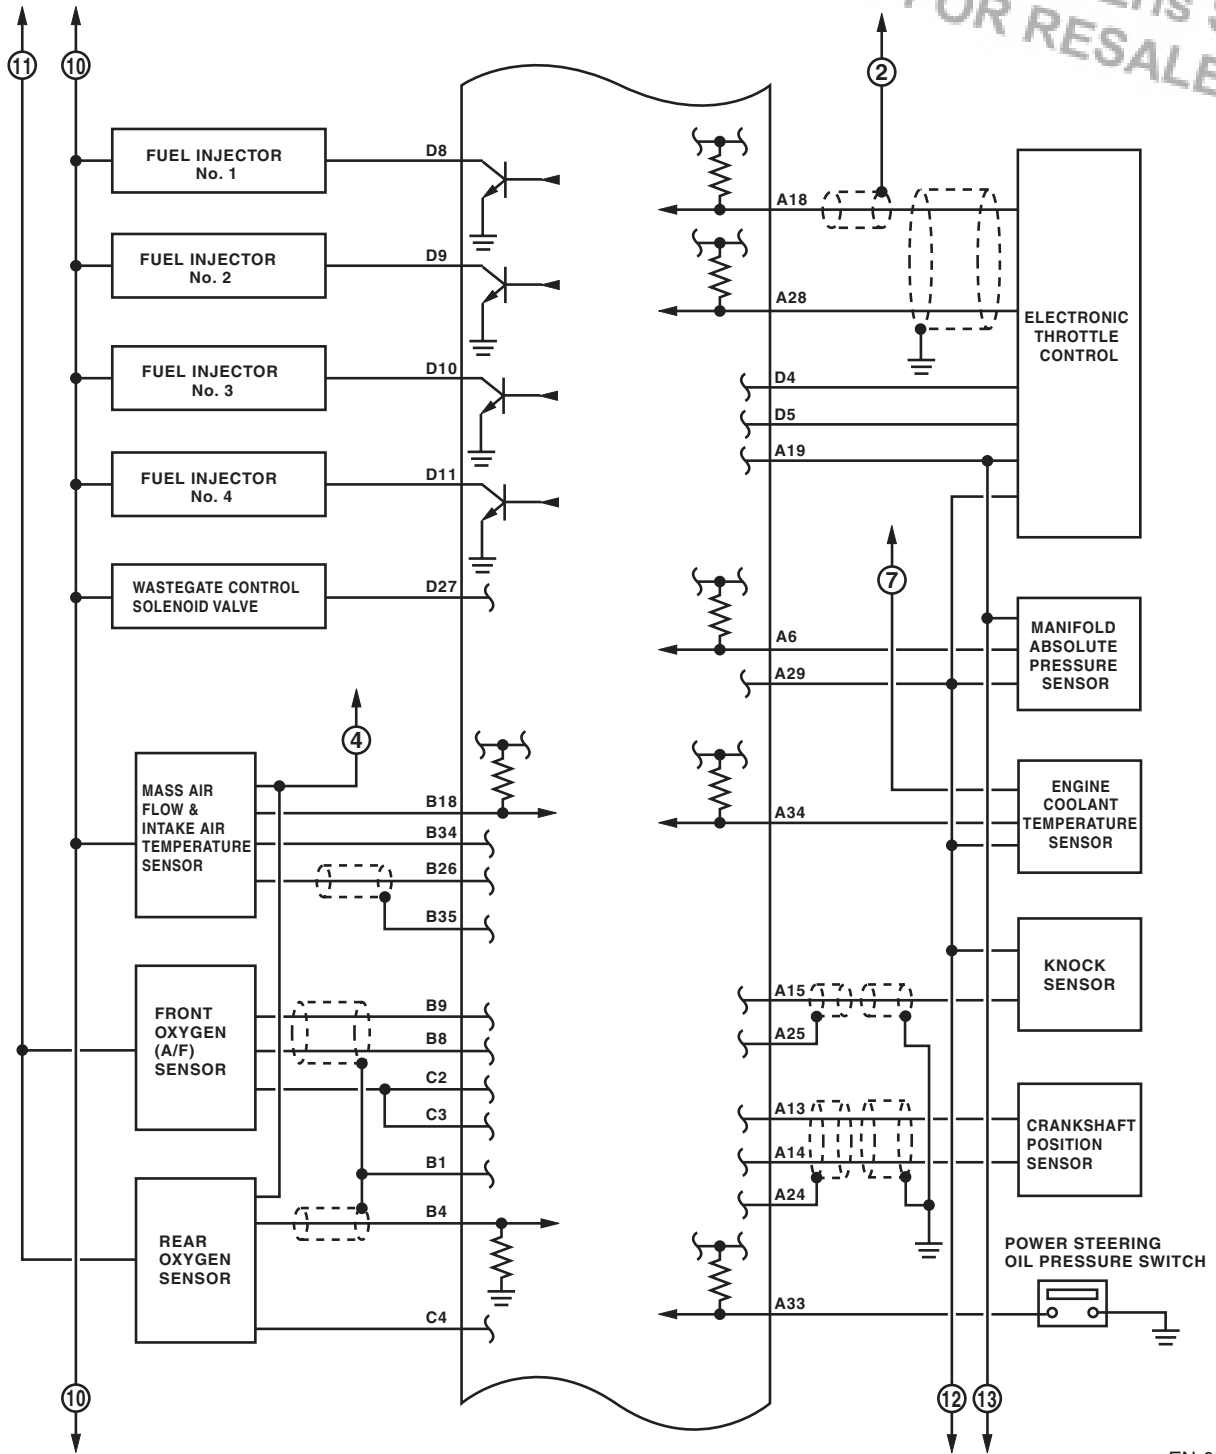 FOR RESALE
11
10
2
FUEL INJECTOR
No. 1
D8
A18
FUEL INJECTOR
No. 2
D9
A28
ELECTRONIC
THROTTLE
CONTROL
FUEL INJECTOR
No. 3
D10
D4
D5
A19
FUEL INJECTOR
No. 4
D11
7
WASTEGATE CONTROL
SOLENOID VALVE
D27
A6
A29
MANIFOLD
ABSOLUTE
PRESSURE
SENSOR
4
MASS AIR
FLOW &
INTAKE AIR
TEMPERATURE
SENSOR
B18
B34
B26
B35
A34
ENGINE
COOLANT
TEMPERATURE
SENSOR
KNOCK
SENSOR
A15
A25
FRONT
OXYGEN
(A/F)
SENSOR
B9
B8
C2
C3
B1
A13
A14
A24
CRANKSHAFT
POSITION
SENSOR
REAR
OXYGEN
SENSOR
B4
C4
POWER STEERING
OIL PRESSURE SWITCH
A33
10
12
13